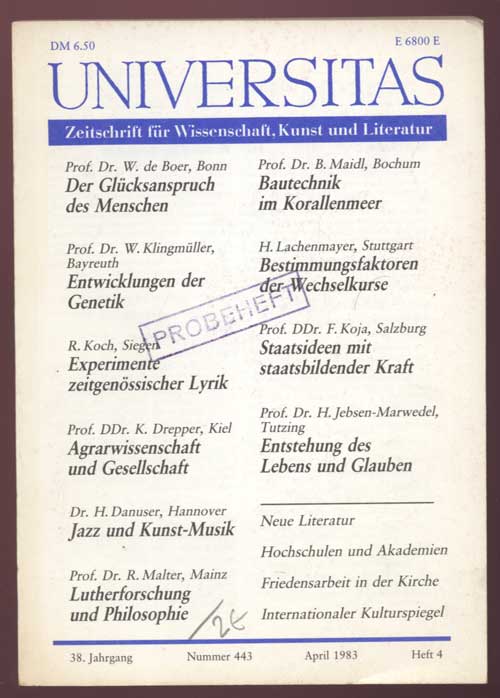 DM 6.50
E 6800 E
UNIVERSITAS
Zeitschrift für Wissenschaft, Kunst und Literatur
Prof. Dr. W. de Boer, Bonn
Der Glücksanspruch
des Menschen
Prof. Dr. W. Klingmüller,
Bayreuth
Entwicklungen der
Genetik
R. Koch, Siegen
Experimente
zeitgenössischer Lyrik
Prof. DDr. K. Drepper, Kiel
Agrarwissenschaft
und Gesellschaft
Dr. H. Danuser, Hannover
Jazz und Kunst-Musik
Prof. Dr. R. Malter, Mainz
Lutherforschung
und Philosophie
Prof. Dr. B. Maidl, Bochum
Bautechnik
im Korallenmeer
H. Lachenmayer, Stuttgart
Bestimmungsfaktoren
der Wechselkurse
Prof. DDr. F. Koja, Salzburg
Staatsideen mit
staatsbildender Kraft
Prof. Dr. H. Jebsen-Marwedel,
Tutzing
Entstehung des
Lebens und Glauben
Neue Literatur
Hochschulen und Akademien
Friedensarbeit in der Kirche
Internationaler Kulturspiegel
PROBEHEFT
38. Jahrgang Nummer 443 April 1983 Heft 4